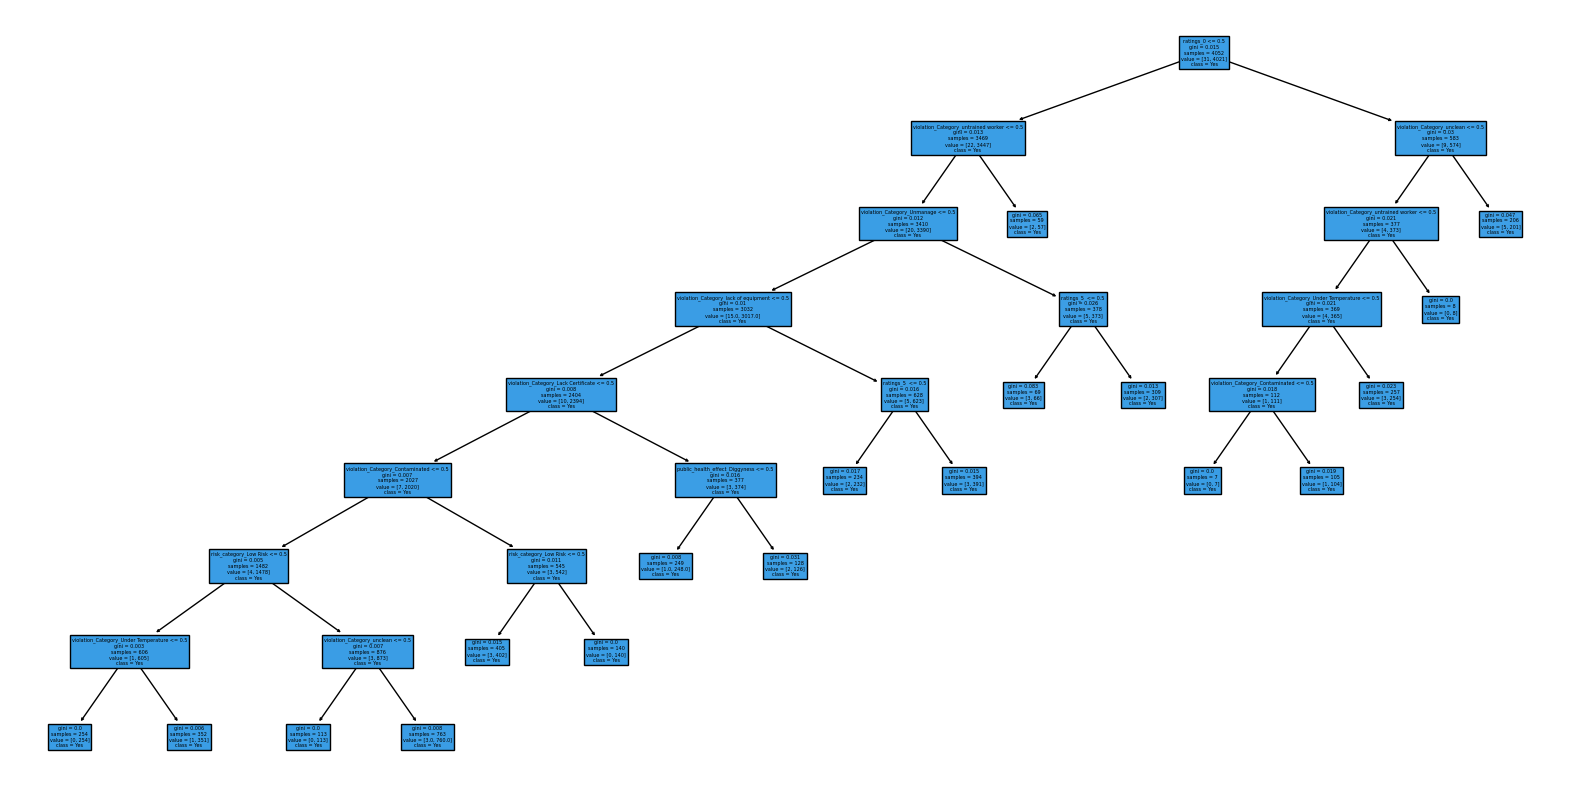 ratings_0 <= 0.5
gini = 0.015
samples = 4052
value = [31, 4021]
class = Yes
violation_Category_untrained worker <= 0.5
gini = 0.013
samples = 3469
value = [22, 3447]
class = Yes
violation_Category_unclean <= 0.5
gini = 0.03
samples = 583
value = [9, 574]
class = Yes
violation_Category_Unmanage <= 0.5
gini = 0.012
samples = 3410
value = [20, 3390]
class = Yes
gini = 0.065
samples = 59
value = [2, 57]
class = Yes
violation_Category_untrained worker <= 0.5
gini = 0.021
samples = 377
value = [4, 373]
class = Yes
gini = 0.047
samples = 206
value = [5, 201]
class = Yes
violation_Category_lack of equipment <= 0.5
gini = 0.01
samples = 3032
value = [15.0, 3017.0]
class = Yes
ratings_5 <= 0.5
gini = 0.026
samples = 378
value = [5, 373]
class = Yes
violation_Category_Under Temperature <= 0.5
gini = 0.021
samples = 369
value = [4, 365]
class = Yes
gini = 0.0
samples = 8
value = [0, 8]
class = Yes
violation_Category_Lack Certificate <= 0.5
gini = 0.008
samples = 2404
value = [10, 2394]
class = Yes
ratings_5 <= 0.5
gini = 0.016
samples = 628
value = [5, 623]
class = Yes
gini = 0.083
samples = 69
value = [3, 66]
class = Yes
gini = 0.013
samples = 309
value = [2, 307]
class = Yes
violation_Category_Contaminated <= 0.5
gini = 0.018
samples = 112
value = [1, 111]
class = Yes
gini = 0.023
samples = 257
value = [3, 254]
class = Yes
violation_Category_Contaminated <= 0.5
gini = 0.007
samples = 2027
value = [7, 2020]
class = Yes
public_health_effect_Diggyness <= 0.5
gini = 0.016
samples = 377
value = [3, 374]
class = Yes
gini = 0.017
samples = 234
value = [2, 232]
class = Yes
gini = 0.015
samples = 394
value = [3, 391]
class = Yes
gini = 0.0
samples = 7
value = [0, 7]
class = Yes
gini = 0.019
samples = 105
value = [1, 104]
class = Yes
risk_category_Low Risk <= 0.5
gini = 0.005
samples = 1482
value = [4, 1478]
class = Yes
risk_category_Low Risk <= 0.5
gini = 0.011
samples = 545
value = [3, 542]
class = Yes
gini = 0.008
samples = 249
value = [1.0, 248.0]
class = Yes
gini = 0.031
samples = 128
value = [2, 126]
class = Yes
violation_Category_Under Temperature <= 0.5
gini = 0.003
samples = 606
value = [1, 605]
class = Yes
violation_Category_unclean <= 0.5
gini = 0.007
samples = 876
value = [3, 873]
class = Yes
gini = 0.015
samples = 405
value = [3, 402]
class = Yes
gini = 0.0
samples = 140
value = [0, 140]
class = Yes
gini = 0.0
samples = 254
value = [0, 254]
class = Yes
gini = 0.006
samples = 352
value = [1, 351]
class = Yes
gini = 0.0
samples = 113
value = [0, 113]
class = Yes
gini = 0.008
samples = 763
value = [3.0, 760.0]
class = Yes